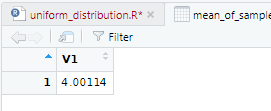 uniform_distribution.R*
mean_of_sample
Filter
V1
1 4.00114